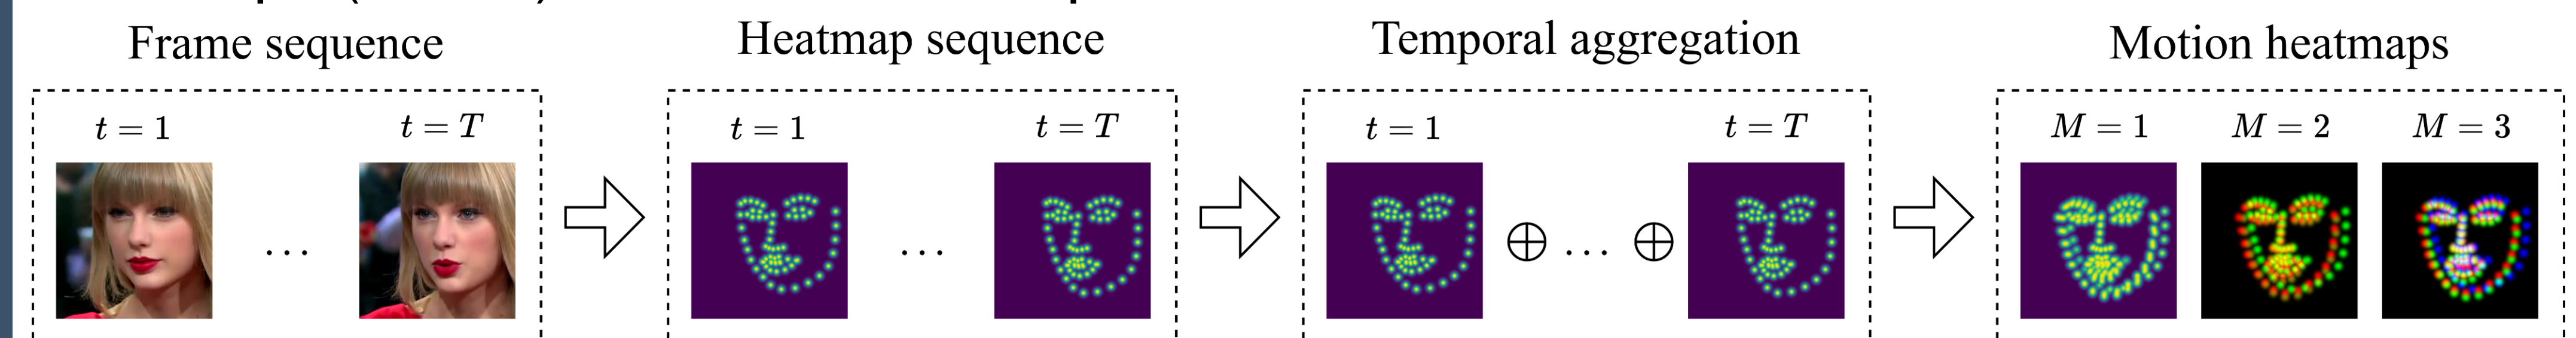 Frame sequence
Heatmap sequence
Temporal aggregation
Motion heatmaps
t = 1
t = T
t = 1
t = T
t = 1
t = T
M = 1
M = 2
M = 3
...
...
⊕ ... ⊕